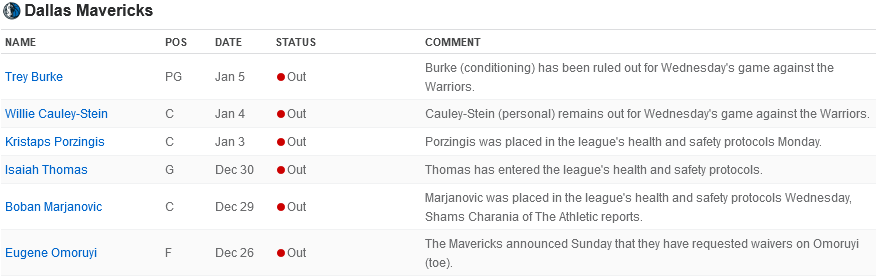 Dallas Mavericks
NAME POS DATE STATUS COMMENT
Trey Burke PG Jan 5 Out Burke (conditioning) has been ruled out for Wednesday's game against the
Warriors.
Willie Cauley-Stein C Jan 4 Out Cauley-Stein (personal) remains out for Wednesday's game against the Warriors.
Kristaps Porzingis C Jan 3 Out Porzingis was placed in the league's health and safety protocols Monday.
Isaiah Thomas G Dec 30 Out Thomas has entered the league's health and safety protocols.
Boban Marjanovic C Dec 29 Out Marjanovic was placed in the league's health and safety protocols Wednesday,
Shams Charania of The Athletic reports.
Eugene Omoruyi F Dec 26 Out The Mavericks announced Sunday that they have requested waivers on Omoruyi
(toe).